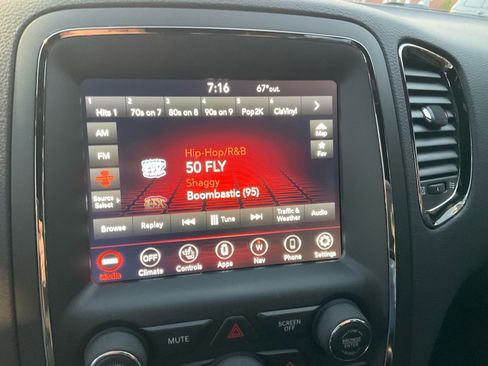 7:16 67°out.
1 2 3 4 5 6
Hits 1 70s on 7 80s on 8 90s on 9 Pop2K ClsVinyl
AM Map
Hip-Hop/R&B
FM 50 FLY Fav
Shaggy
Source Select Boombastic (95)
Browse Replay Tune Traffic & Weather Audio
OFF W
Climate Controls Apps Nav Phone Settings
MUTE SCREEN OFF
BROWSE ENTER